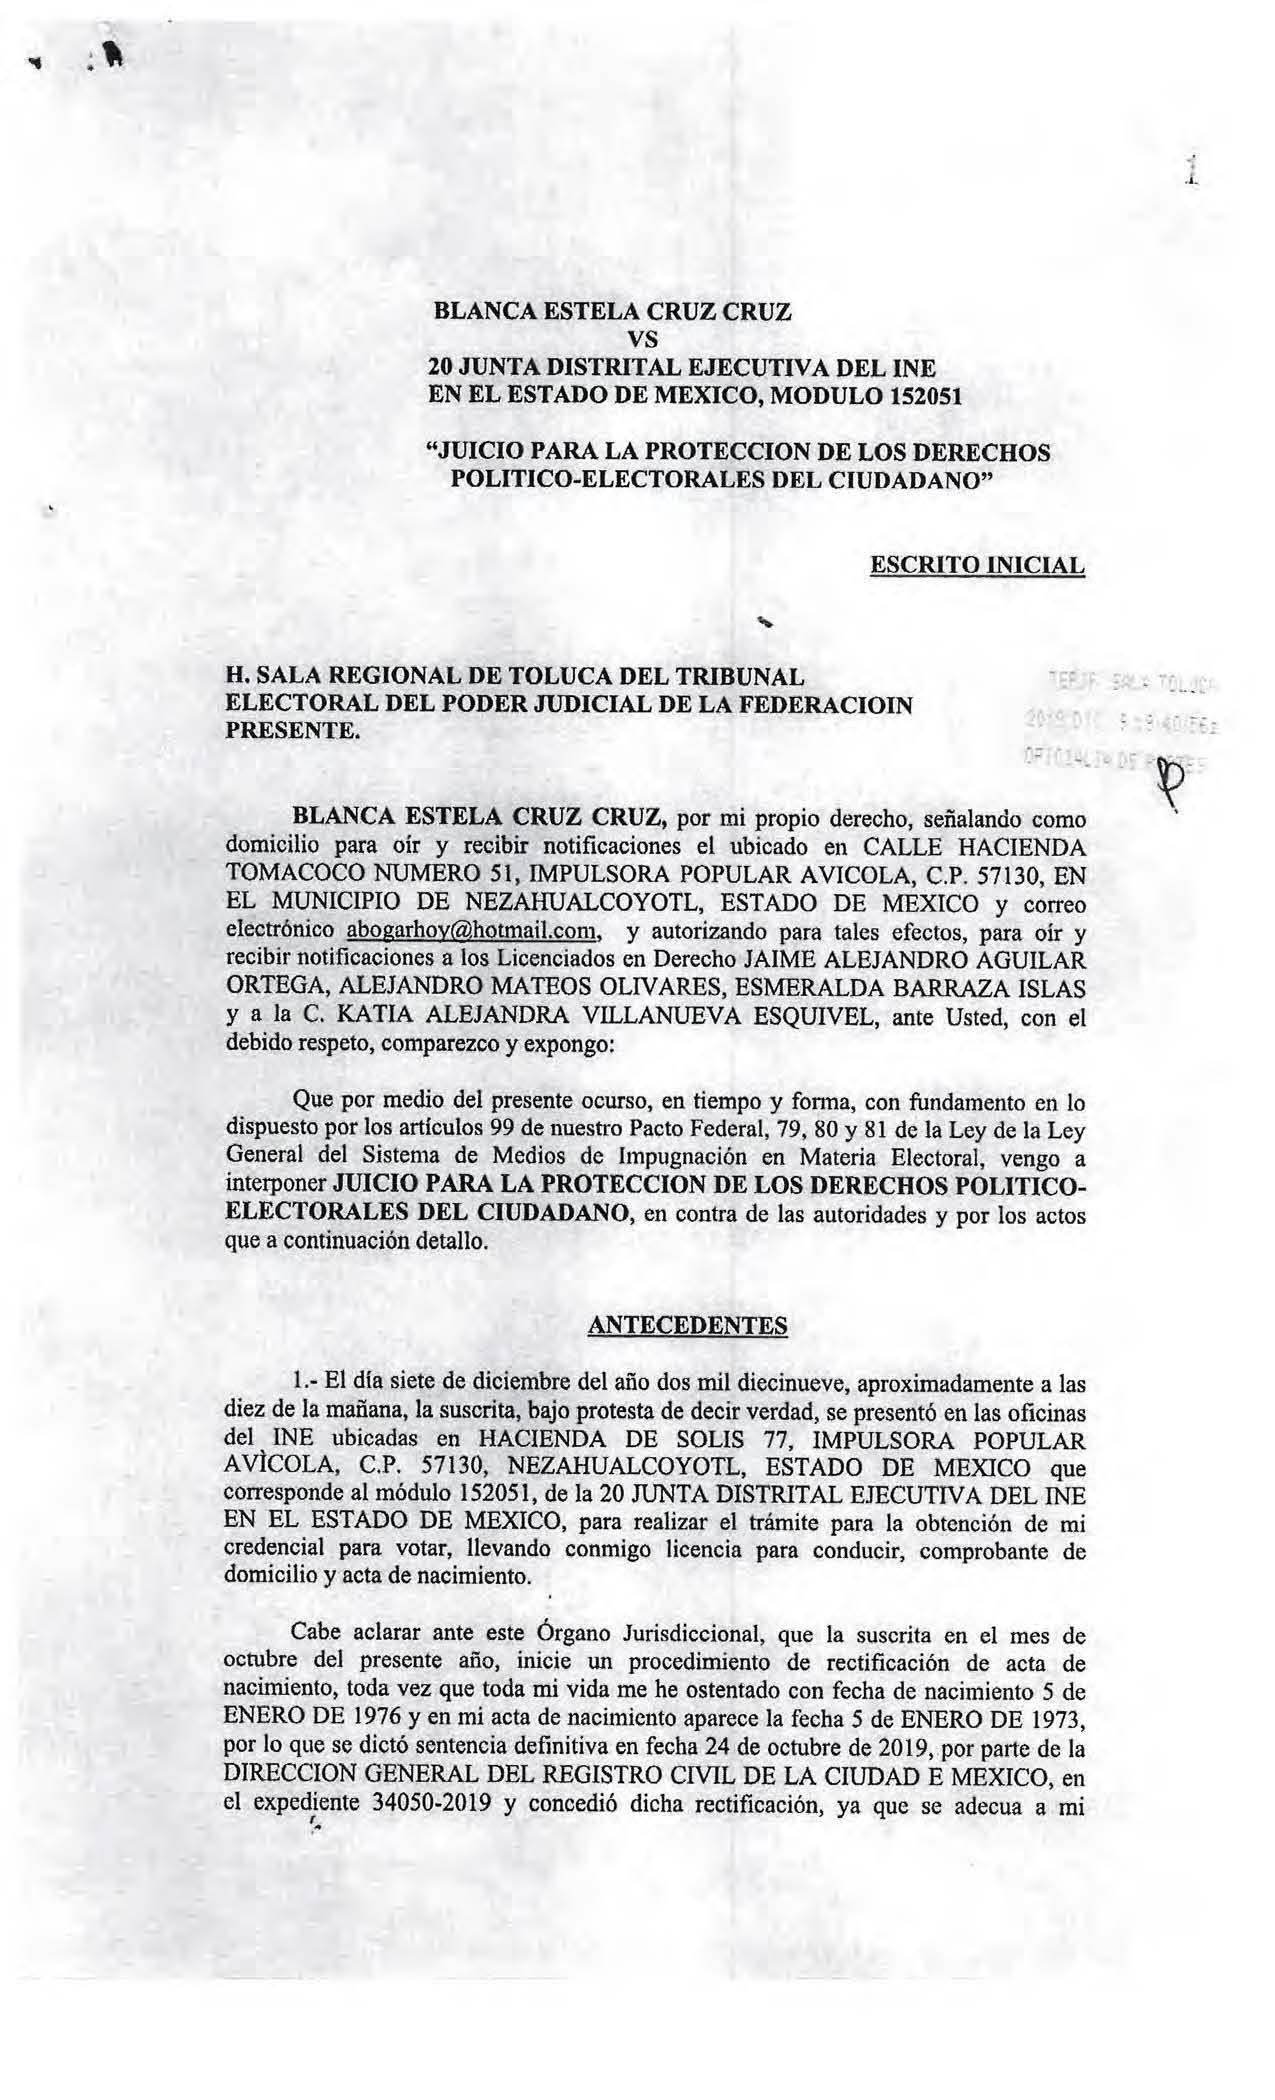 1
BLANCA ESTELA CRUZ CRUZ
VS
20 JUNTA DISTRITAL EJECUTIVA DEL INE
EN EL ESTADO DE MEXICO, MODULO 152051
“JUICIO PARA LA PROTECCION DE LOS DERECHOS
POLITICO-ELECTORALES DEL CIUDADANO”
ESCRITO INICIAL
H. SALA REGIONAL DE TOLUCA DEL TRIBUNAL
ELECTORAL DEL PODER JUDICIAL DE LA FEDERACIOIN
PRESENTE.
TEPJF SALA TOLUCA
OFICIALIA DE PARTES
BLANCA ESTELA CRUZ CRUZ, por mi propio derecho, señalando como
domicilio para oír y recibir notificaciones el ubicado en CALLE HACIENDA
TOMACOCO NUMERO 51, IMPULSORA POPULAR AVICOLA, C.P. 57130, EN
EL MUNICIPIO DE NEZAHUALCOYOTL, ESTADO DE MEXICO y correo
electrónico abogarhoy@hotmail.com, y autorizando para tales efectos, para oír y
recibir notificaciones a los Licenciados en Derecho JAIME ALEJANDRO AGUILAR
ORTEGA, ALEJANDRO MATEOS OLIVARES, ESMERALDA BARRAZA ISLAS
y a la C. KATIA ALEJANDRA VILLANUEVA ESQUIVEL, ante Usted, con el
debido respeto, comparezco y expongo:
Que por medio del presente ocurso, en tiempo y forma, con fundamento en lo
dispuesto por los artículos 99 de nuestro Pacto Federal, 79, 80 y 81 de la Ley de la Ley
General del Sistema de Medios de Impugnación en Materia Electoral, vengo a
interponer JUICIO PARA LA PROTECCION DE LOS DERECHOS POLITICO-
ELECTORALES DEL CIUDADANO, en contra de las autoridades y por los actos
que a continuación detallo.
ANTECEDENTES
1.- El día siete de diciembre del año dos mil diecinueve, aproximadamente a las
diez de la mañana, la suscrita, bajo protesta de decir verdad, se presentó en las oficinas
del INE ubicadas en HACIENDA DE SOLIS 77, IMPULSORA POPULAR
AVÌCOLA, C.P. 57130, NEZAHUALCOYOTL, ESTADO DE MEXICO que
corresponde al módulo 152051, de la 20 JUNTA DISTRITAL EJECUTIVA DEL INE
EN EL ESTADO DE MEXICO, para realizar el trámite para la obtención de mi
credencial para votar, llevando conmigo licencia para conducir, comprobante de
domicilio y acta de nacimiento.
Cabe aclarar ante este Órgano Jurisdiccional, que la suscrita en el mes de
octubre del presente año, inicie un procedimiento de rectificación de acta de
nacimiento, toda vez que toda mi vida me he ostentado con fecha de nacimiento 5 de
ENERO DE 1976 y en mi acta de nacimiento aparece la fecha 5 de ENERO DE 1973,
por lo que se dictó sentencia definitiva en fecha 24 de octubre de 2019, por parte de la
DIRECCION GENERAL DEL REGISTRO CIVIL DE LA CIUDAD E MEXICO, en
el expediente 34050-2019 y concedió dicha rectificación, ya que se adecua a mi